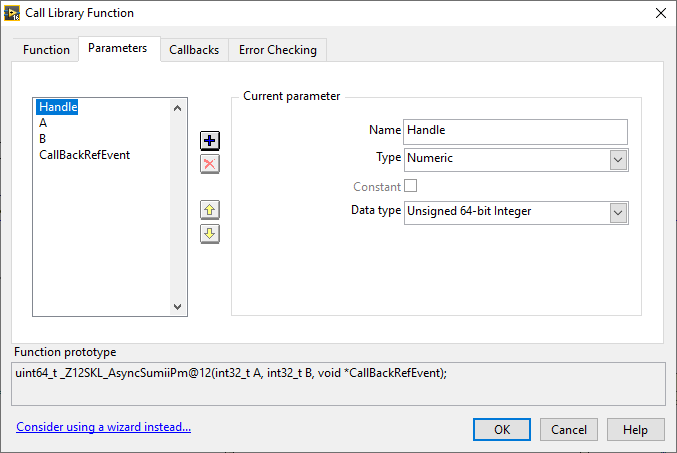 Call Library Function
Function
Parameters
Callbacks
Error Checking
Handle
A
B
CallBackRefEvent
Current parameter
Name
Handle
Type
Numeric
Constant
Data type
Unsigned 64-bit Integer
Function prototype
uint64_t _Z12SKL_AsyncSumiiPm@12(int32_t A, int32_t B, void *CallBackRefEvent);
Consider using a wizard instead...
OK
Cancel
Help